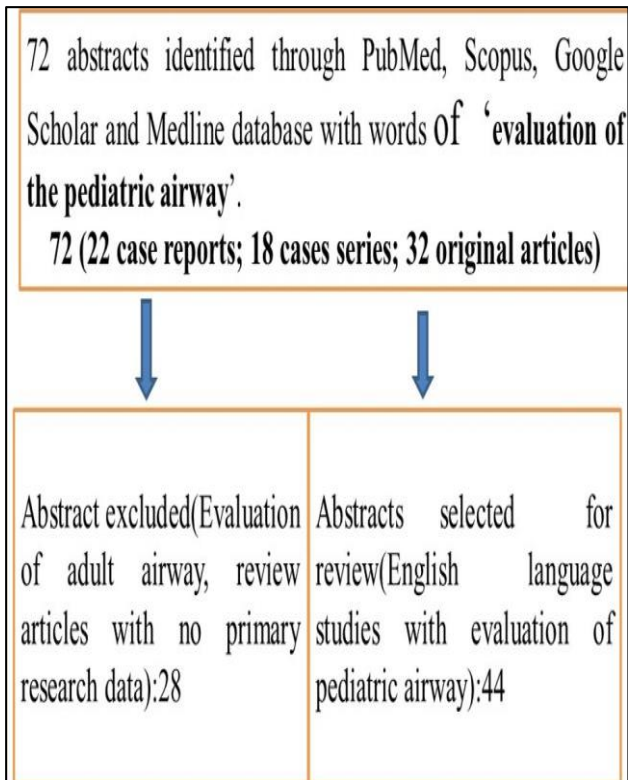 72 abstracts identified through PubMed, Scopus, Google
Scholar and Medline database with words of ‘evaluation of
the pediatric airway’.
72 (22 case reports; 18 cases series; 32 original articles)
Abstract excluded(Evaluation
of adult airway, review
articles with no primary
research data):28
Abstracts selected for
review(English language
studies with evaluation of
pediatric airway):44